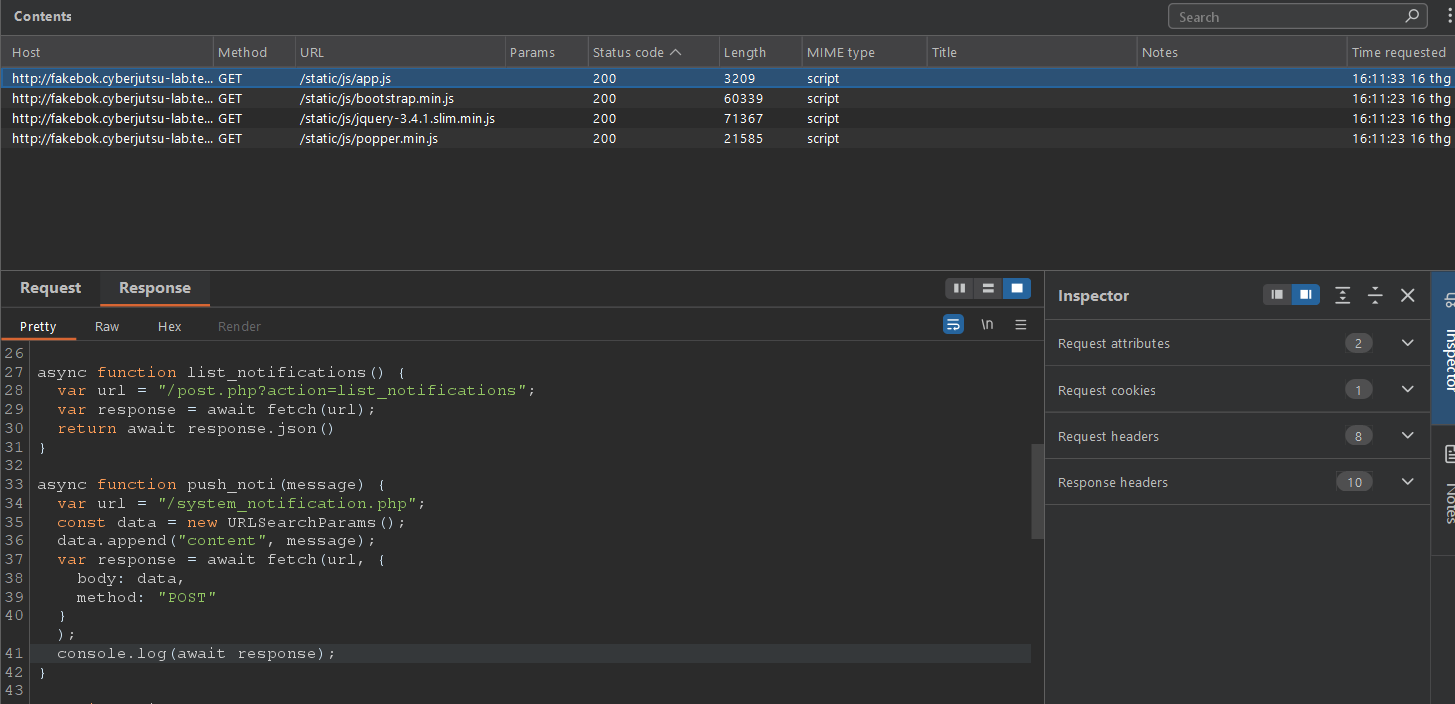 Contents
Search
Host Method URL Params Status code Length MIME type Title Notes Time requested
http://fakebok.cyberjutsu-lab.te... GET /static/js/app.js 200 3209 script 16:11:33 16 thg
http://fakebok.cyberjutsu-lab.te... GET /static/js/bootstrap.min.js 200 60339 script 16:11:23 16 thg
http://fakebok.cyberjutsu-lab.te... GET /static/js/jquery-3.4.1.slim.min.js 200 71367 script 16:11:23 16 thg
http://fakebok.cyberjutsu-lab.te... GET /static/js/popper.min.js 200 21585 script 16:11:23 16 thg
Request Response
Pretty Raw Hex Render
\n
26
27 async function list_notifications() {
28 var url = "/post.php?action=list_notifications";
29 var response = await fetch(url);
30 return await response.json()
31 }
32
33 async function push_noti(message) {
34 var url = "/system_notification.php";
35 const data = new URLSearchParams();
36 data.append("content", message);
37 var response = await fetch(url, {
38 body: data,
39 method: "POST"
40 }
);
41 console.log(await response);
42 }
43
Inspector
Request attributes 2
Request cookies 1
Request headers 8
Response headers 10
Inspector
Notes